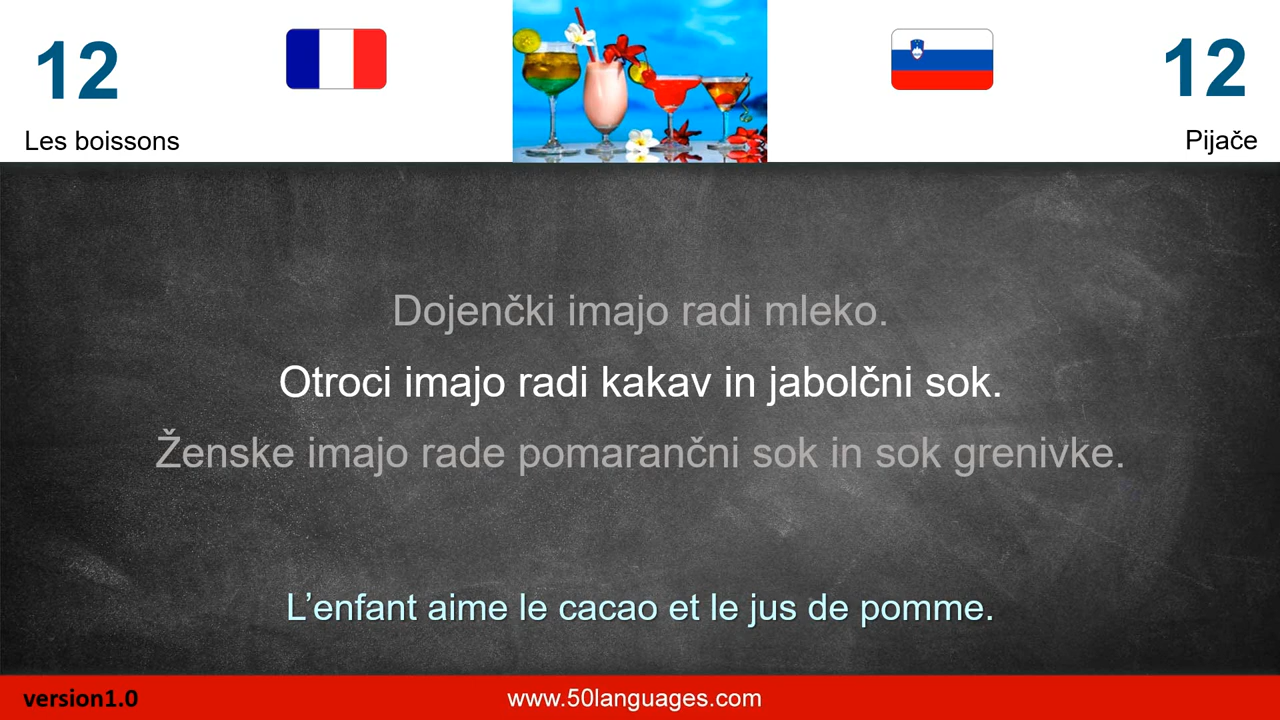 12
12
Les boissons
Pijače
Dojenčki imajo radi mleko.
Otroci imajo radi kakav in jabolčni sok.
Ženske imajo rade pomarančni sok in sok grenivke.
L’enfant aime le cacao et le jus de pomme.
version1.0
www.50languages.com